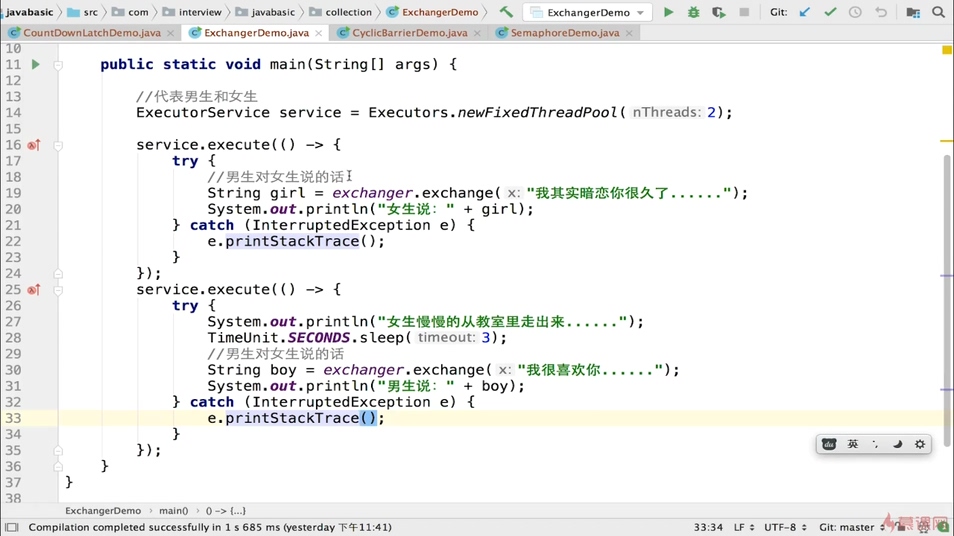 javabasic src com interview javabasic collection ExchangerDemo ExchangerDemo Git:
CountDownLatchDemo.java ExchangerDemo.java CyclicBarrierDemo.java SemaphoreDemo.java
10
11 public static void main(String[] args) {
12
13 //代表男生和女生
14 ExecutorService service = Executors.newFixedThreadPool( nThreads: 2);
15
16 service.execute(() -> {
17 try {
18 //男生对女生说的话
19 String girl = exchanger.exchange( x: "我其实暗恋你很久了......");
20 System.out.println("女生说：" + girl);
21 } catch (InterruptedException e) {
22 e.printStackTrace();
23 }
24 });
25 service.execute(() -> {
26 try {
27 System.out.println("女生慢慢的从教室里走出来......");
28 TimeUnit.SECONDS.sleep( timeout: 3);
29 //男生对女生说的话
30 String boy = exchanger.exchange( x: "我很喜欢你......");
31 System.out.println("男生说：" + boy);
32 } catch (InterruptedException e) {
33 e.printStackTrace();
34 }
35 });
36 }
37 }
38
du 英
ExchangerDemo main() () -> {...}
Compilation completed successfully in 1 s 685 ms (yesterday 下午11:41) 33:34 LF UTF-8 Git: master
慕课网